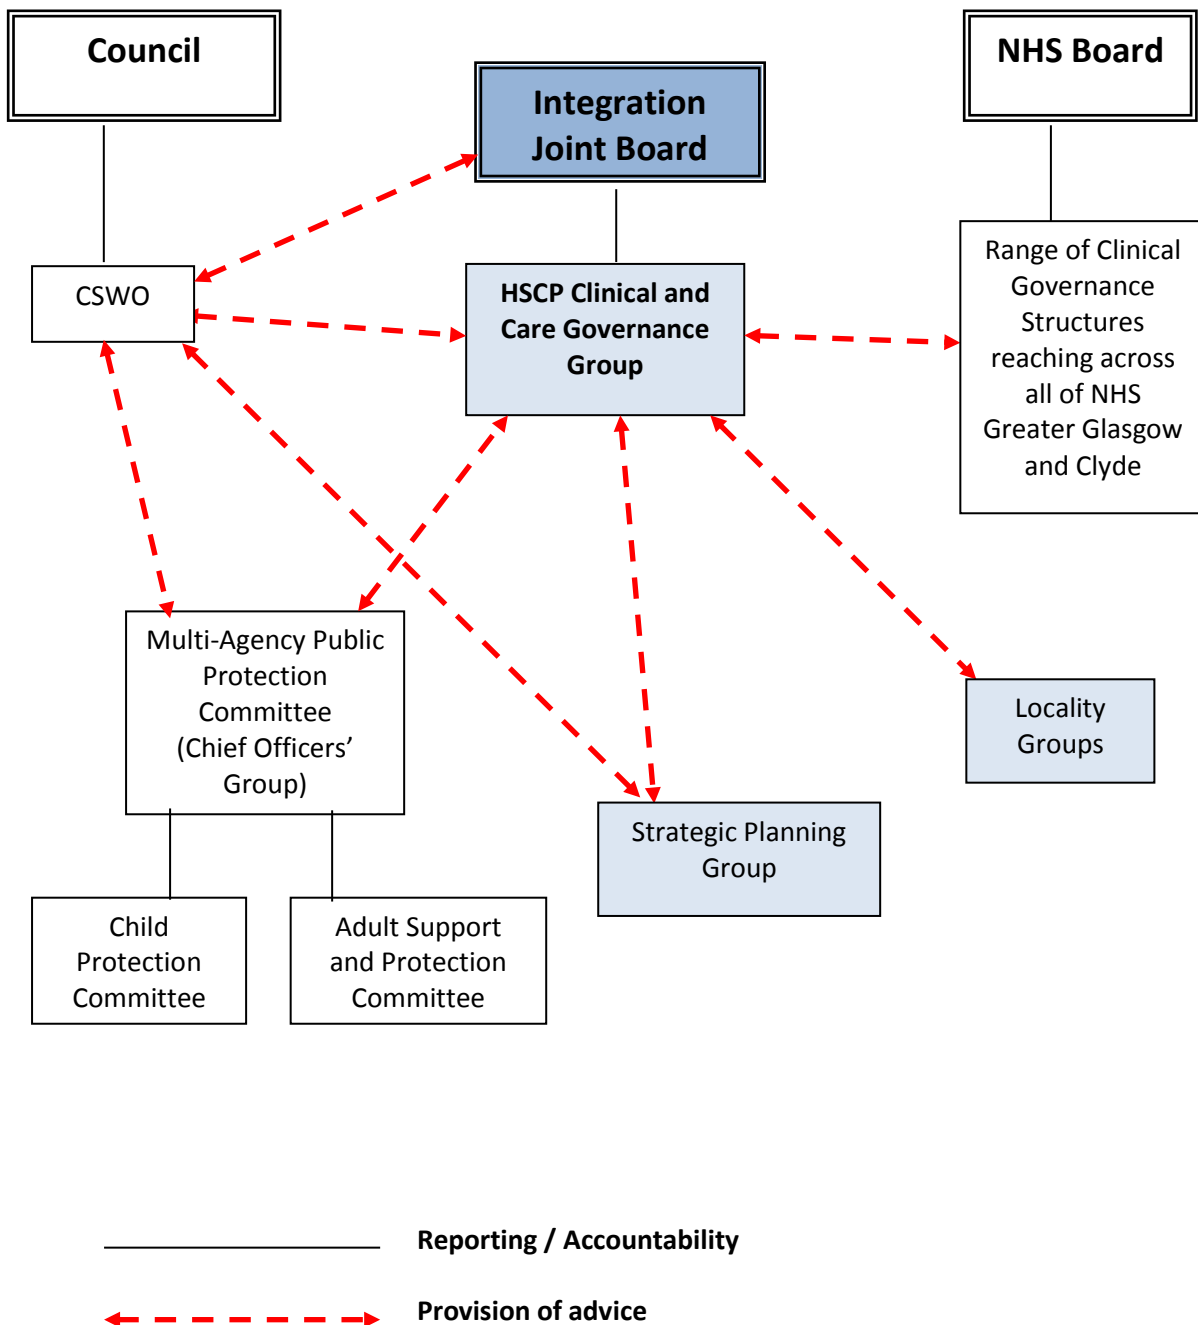 Council
Integration
Joint Board
NHS Board
CSWO
HSCP Clinical and
Care Governance
Group
Range of Clinical
Governance
Structures
reaching across
all of NHS
Greater Glasgow
and Clyde
Multi-Agency Public
Protection
Committee
(Chief Officers’
Group)
Locality
Groups
Strategic Planning
Group
Child
Protection
Committee
Adult Support
and Protection
Committee
Reporting / Accountability
Provision of advice